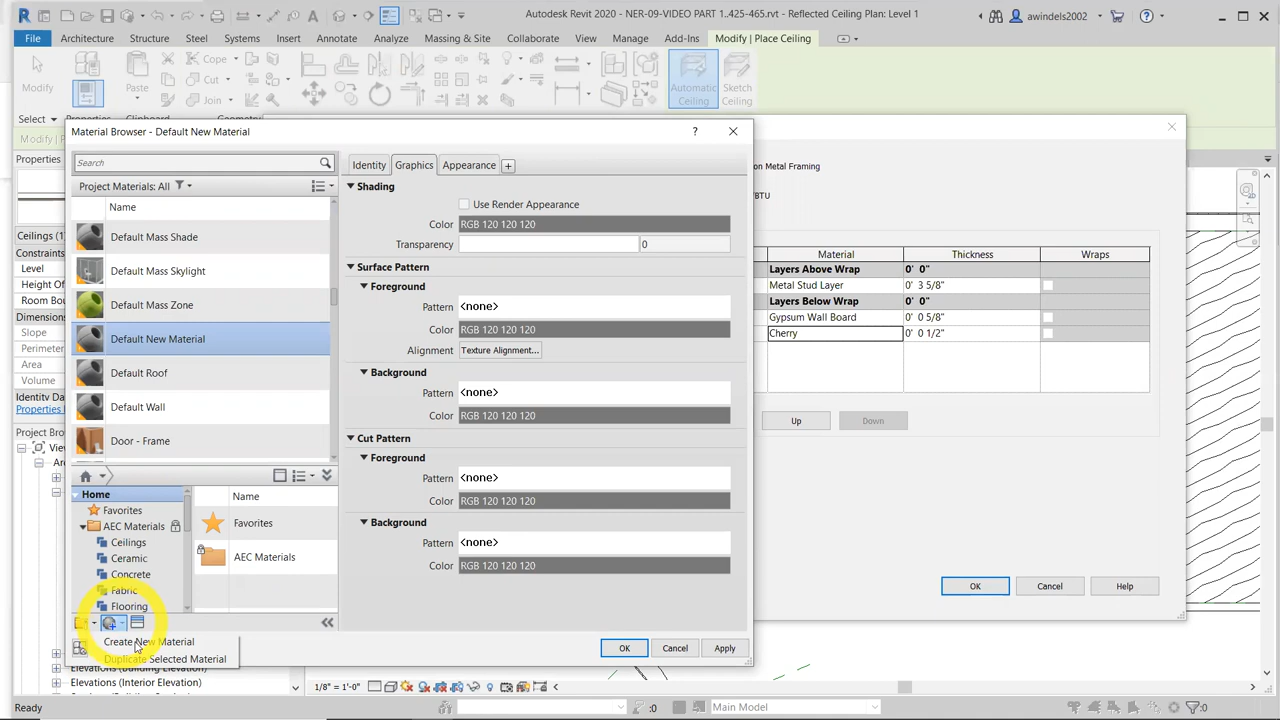 Autodesk Revit 2020 - NER-09-VIDEO PART 1...425-465.rvt - Reflected Ceiling Plan: Level 1
awindels2002
File Architecture Structure Steel Systems Insert Annotate Analyze Massing & Site Collaborate View Manage Add-Ins Modify | Place Ceiling
Modify
Paste
Cope
Cut
Join
Automatic Ceiling
Sketch Ceiling
Select Properties Clipboard Geometry
Modify |
Material Browser - Default New Material
?
Search
Project Materials: All
Name
Default Mass Shade
Default Mass Skylight
Default Mass Zone
Default New Material
Default Roof
Default Wall
Door - Frame
Home
Favorites
AEC Materials
Ceilings
Ceramic
Concrete
Fabric
Flooring
Name
Favorites
AEC Materials
Create New Material
Duplicate Selected Material
Identity Graphics Appearance
Shading
Use Render Appearance
Color RGB 120 120 120
Transparency 0
Surface Pattern
Foreground
Pattern <none>
Color RGB 120 120 120
Alignment Texture Alignment...
Background
Pattern <none>
Color RGB 120 120 120
Cut Pattern
Foreground
Pattern <none>
Color RGB 120 120 120
Background
Pattern <none>
Color RGB 120 120 120
OK Cancel Apply
on Metal Framing
BTU
Material Thickness Wraps
Layers Above Wrap 0' 0"
Metal Stud Layer 0' 3 5/8"
Layers Below Wrap 0' 0"
Gypsum Wall Board 0' 0 5/8"
Cherry 0' 0 1/2"
Up Down
OK Cancel Help
Properties
Ceilings (1)
Constraints
Level
Height Of
Room Bou
Dimensions
Slope
Perimeter
Area
Volume
Identity Data
Properties
Project Brow
View
Ar
Elevations (Building Elevation)
Elevations (Interior Elevation)
1/8" = 1'-0"
Ready
:0
Main Model
:0